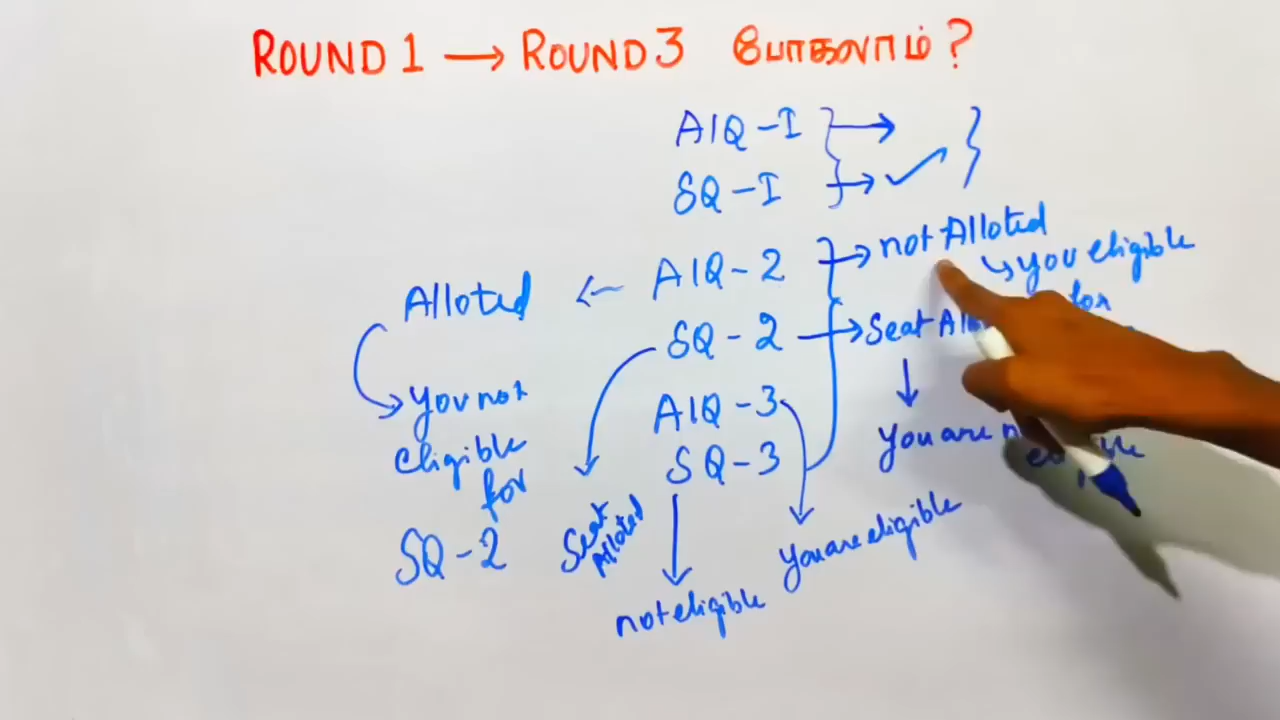 ROUND 1 → ROUND 3 போகலாம் ?
AIQ - I
SQ - I
AIQ - 2 → not Alloted
↳ you eligible
for
Alloted ← 
SQ - 2 → Seat
You not
eligible
for
SQ - 2
AIQ - 3
SQ - 3
You are
Seat
Alloted
You are eligible
not eligible